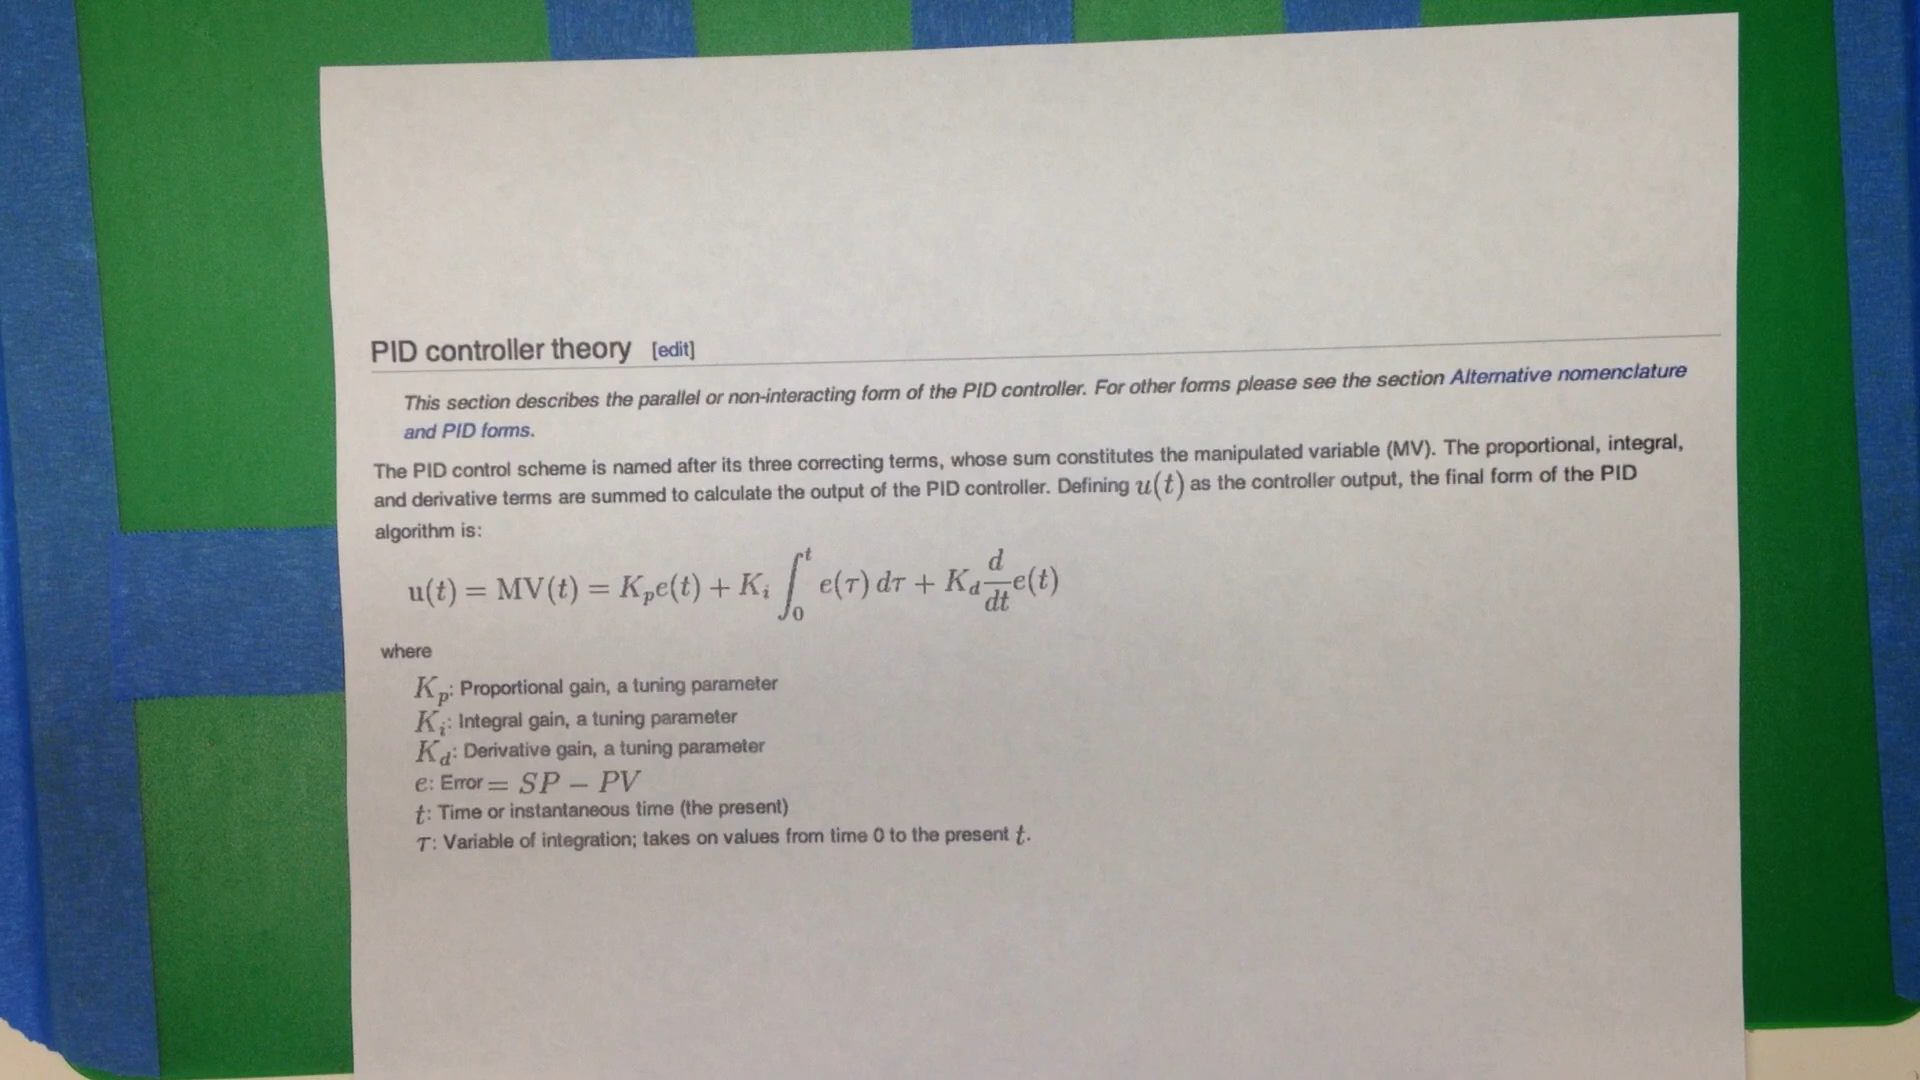 PID controller theory [edit]
This section describes the parallel or non-interacting form of the PID controller. For other forms please see the section Alternative nomenclature
and PID forms.
The PID control scheme is named after its three correcting terms, whose sum constitutes the manipulated variable (MV). The proportional, integral,
and derivative terms are summed to calculate the output of the PID controller. Defining u(t) as the controller output, the final form of the PID
algorithm is:
u(t) = MV(t) = K_p e(t) + K_i ∫_0^t e(τ) dτ + K_d d/dt e(t)
where
K_p: Proportional gain, a tuning parameter
K_i: Integral gain, a tuning parameter
K_d: Derivative gain, a tuning parameter
e: Error = SP − PV
t: Time or instantaneous time (the present)
τ: Variable of integration; takes on values from time 0 to the present t.